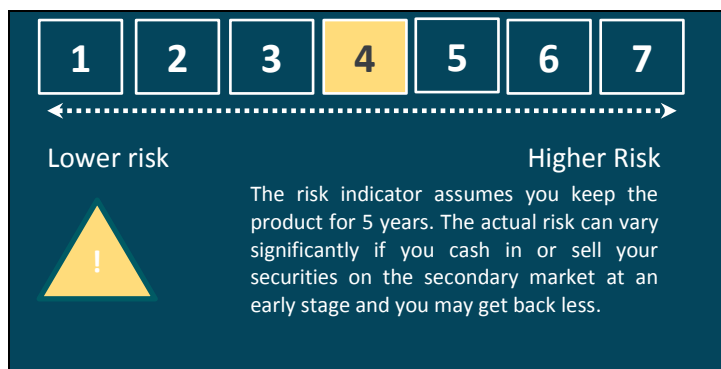 1 2 3 4 5 6 7
Lower risk Higher Risk
The risk indicator assumes you keep the
product for 5 years. The actual risk can vary
significantly if you cash in or sell your
securities on the secondary market at an
early stage and you may get back less.
!